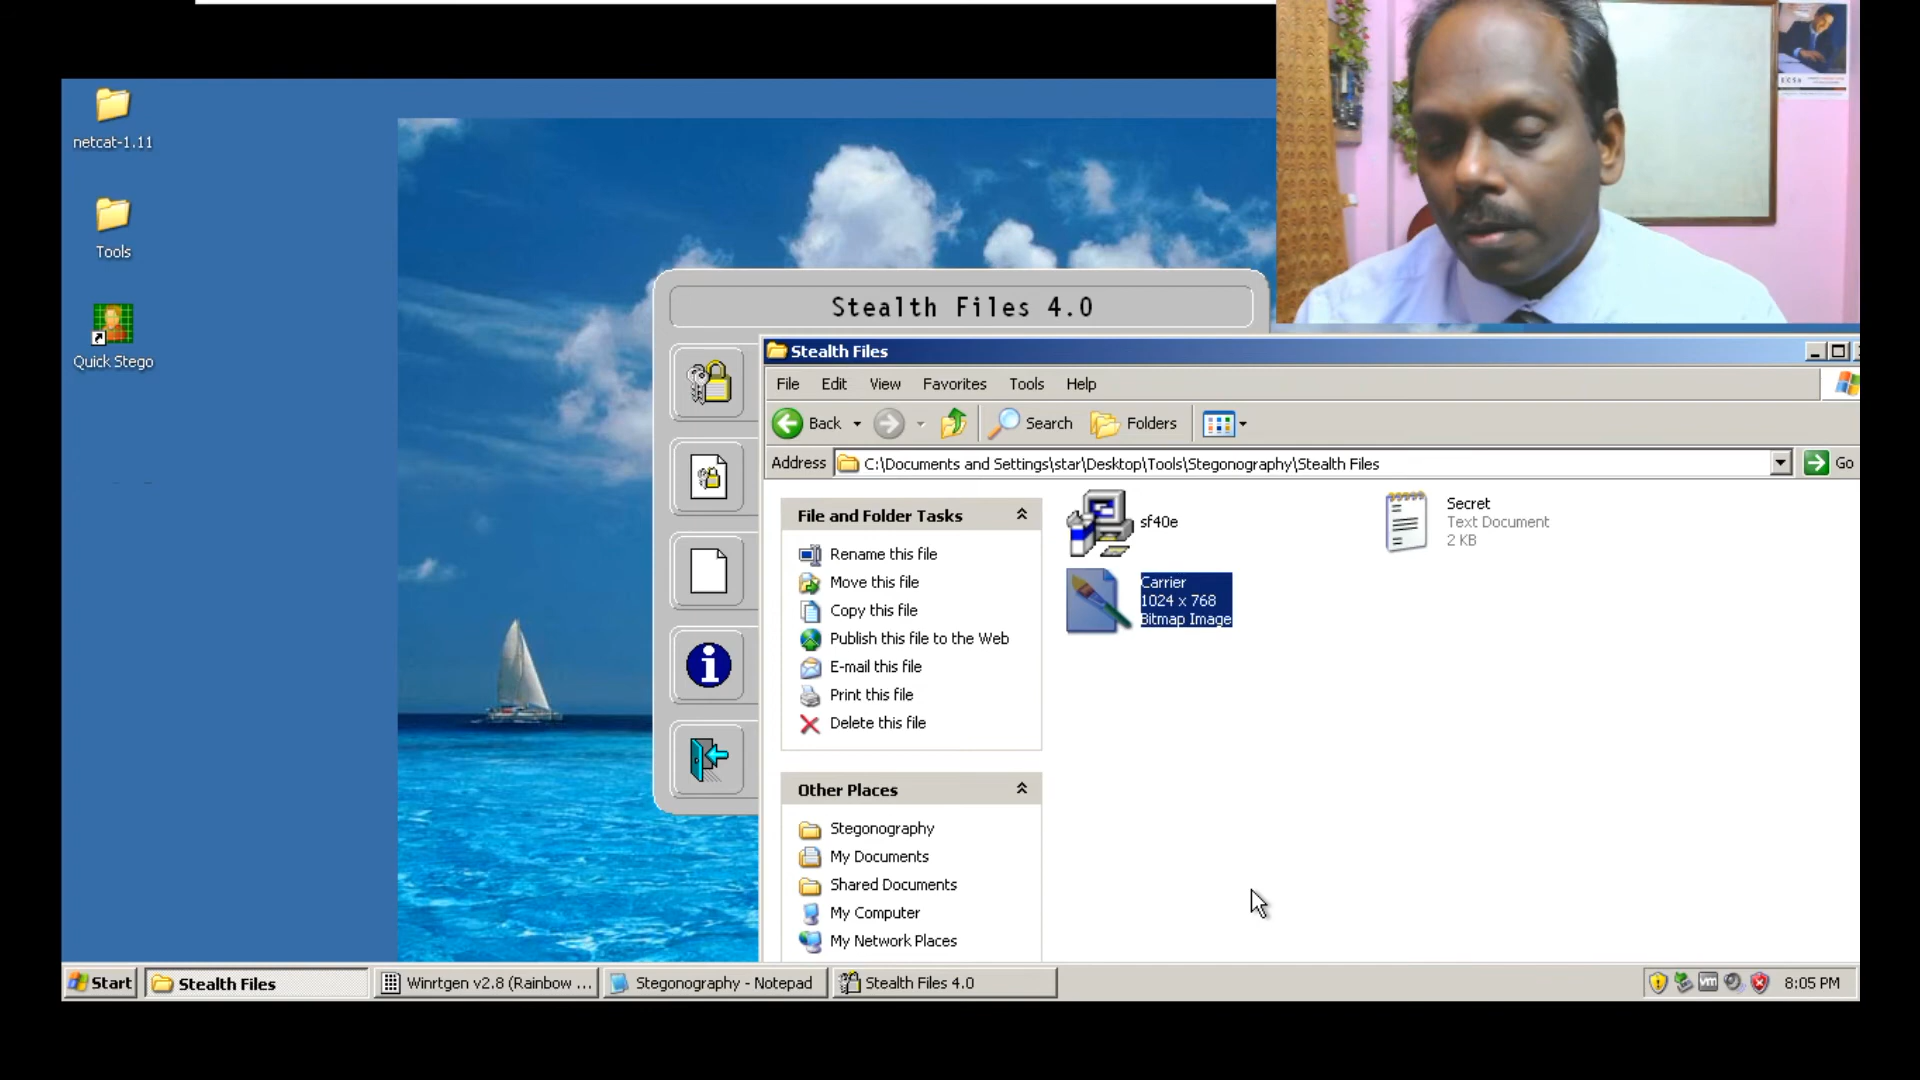 netcat-1.11
Tools
Quick Stego
Stealth Files 4.0
Stealth Files
File Edit View Favorites Tools Help
Back Search Folders
Address C:\Documents and Settings\star\Desktop\Tools\Stegonography\Stealth Files Go
File and Folder Tasks
Rename this file
Move this file
Copy this file
Publish this file to the Web
E-mail this file
Print this file
Delete this file
Other Places
Stegonography
My Documents
Shared Documents
My Computer
My Network Places
sf40e
Secret
Text Document
2 KB
Carrier
1024 x 768
Bitmap Image
Start Stealth Files Winrtgen v2.8 (Rainbow ... Stegonography - Notepad Stealth Files 4.0 8:05 PM